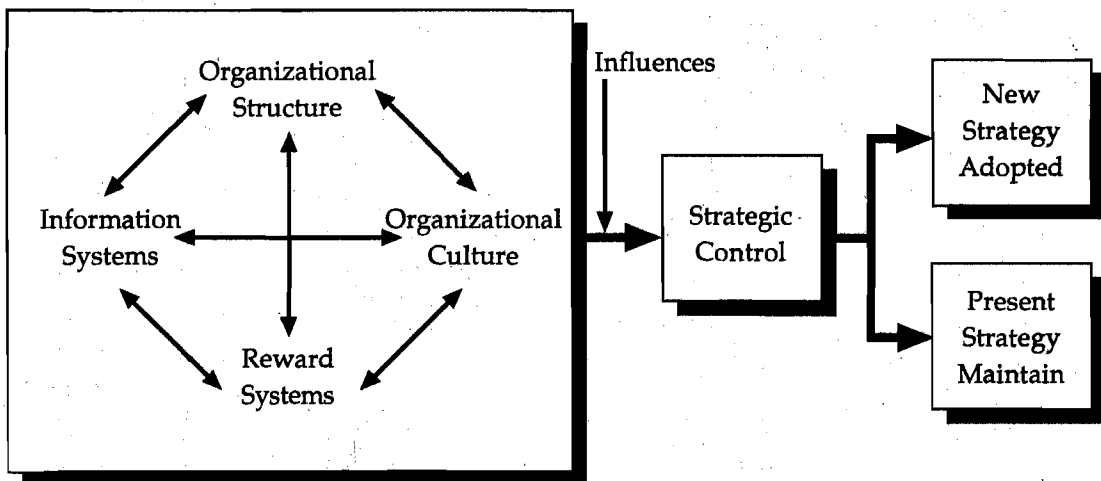 Organizational
Structure
Information
Systems
Organizational
Culture
Reward
Systems
Influences
Strategic
Control
New
Strategy
Adopted
Present
Strategy
Maintain